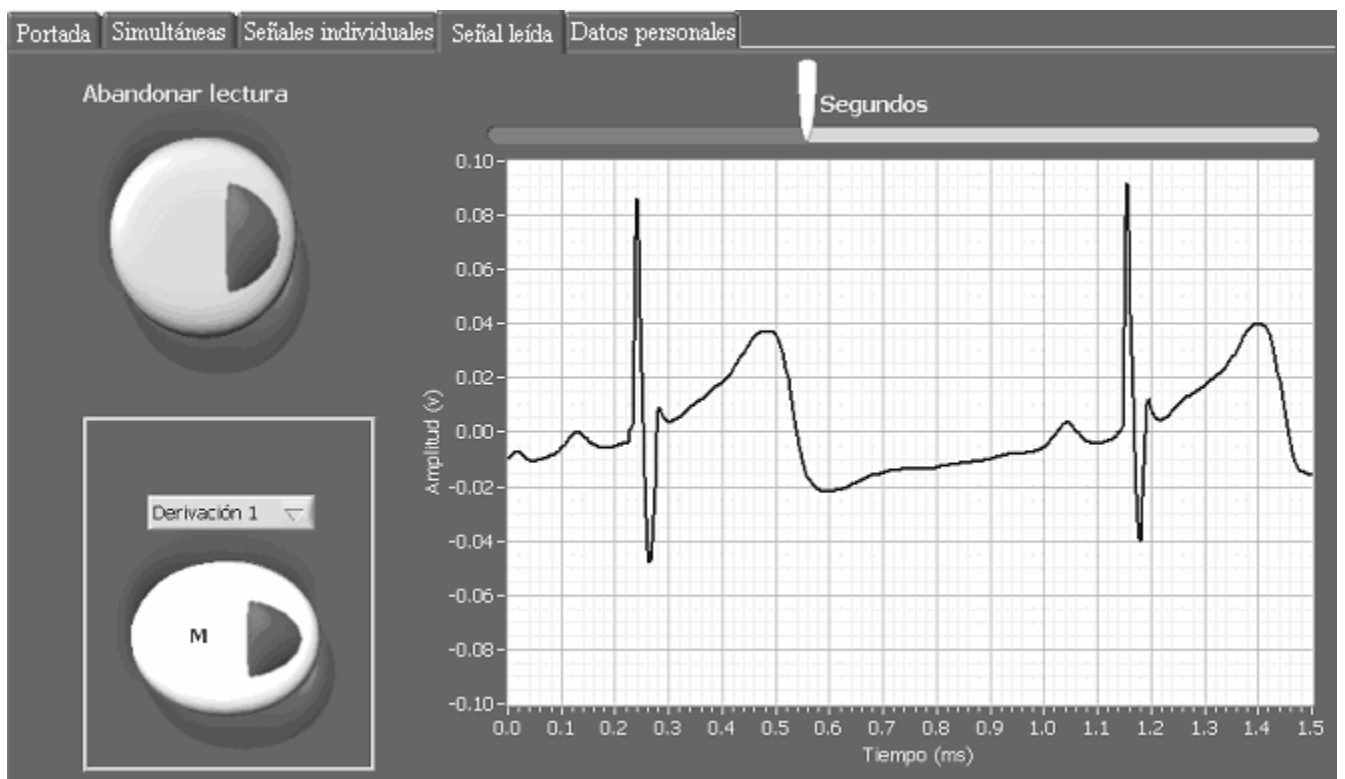 Portada Simultáneas Señales individuales Señal leída Datos personales
Abandonar lectura
Segundos
0.10
0.08
0.06
0.04
0.02
0.00
-0.02
-0.04
-0.06
-0.08
-0.10
Amplitud (v)
0.0 0.1 0.2 0.3 0.4 0.5 0.6 0.7 0.8 0.9 1.0 1.1 1.2 1.3 1.4 1.5
Tiempo (ms)
Derivación 1
M